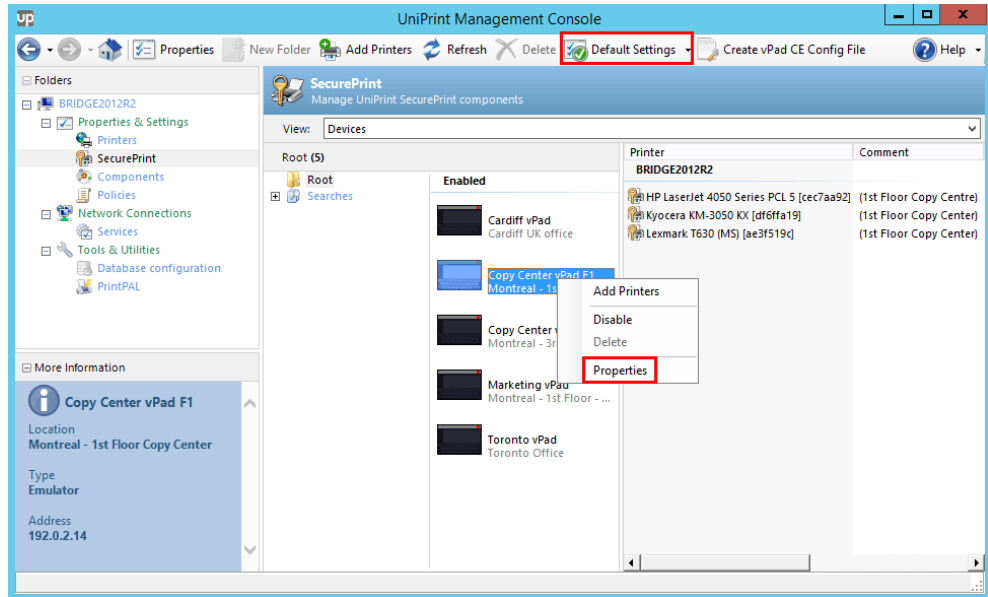 UP
UniPrint Management Console
Properties New Folder Add Printers Refresh Delete Default Settings Create vPad CE Config File Help
Folders
BRIDGE2012R2
Properties & Settings
Printers
SecurePrint
Components
Policies
Network Connections
Services
Tools & Utilities
Database configuration
PrintPAL
More Information
Copy Center vPad F1
Location
Montreal - 1st Floor Copy Center
Type
Emulator
Address
192.0.2.14
SecurePrint
Manage UniPrint SecurePrint components
View: Devices
Root (5)
Root
Searches
Enabled
Cardiff vPad
Cardiff UK office
Copy Center vPad F1
Montreal - 1s
Copy Center
Montreal - 3r
Marketing vPad
Montreal - 1st Floor - ...
Toronto vPad
Toronto Office
Add Printers
Disable
Delete
Properties
Printer Comment
BRIDGE2012R2
HP LaserJet 4050 Series PCL 5 [cec7aa92] (1st Floor Copy Centre)
Kyocera KM-3050 KX [df6ffa19] (1st Floor Copy Center)
Lexmark T630 (MS) [ae3f519c] (1st Floor Copy Center)